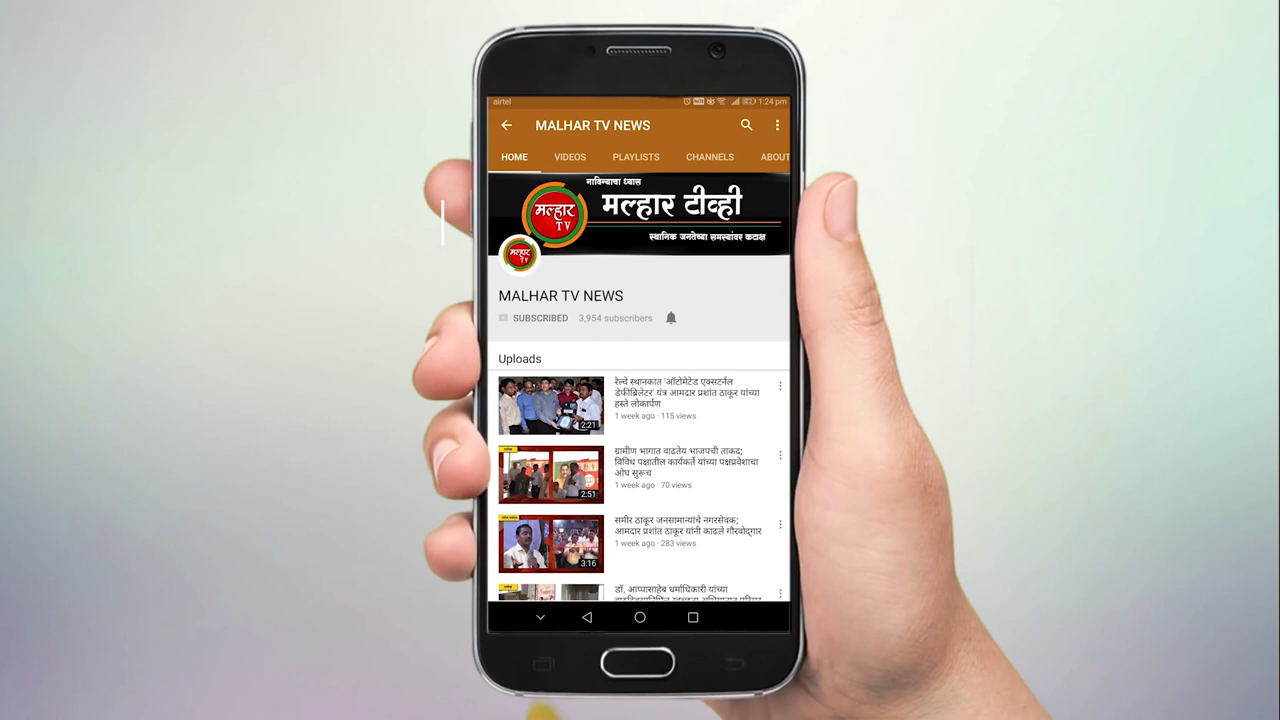 airtel
1:24 pm
MALHAR TV NEWS
HOME VIDEOS PLAYLISTS CHANNELS ABOUT
नाविन्याचा ध्यास
मल्हार टीव्ही
स्थानिक जनतेच्या समस्यांवर कटाक्ष
मल्हार
TV
मल्हार
TV
MALHAR TV NEWS
SUBSCRIBED 3,954 subscribers
Uploads
रेल्वे स्थानकात 'ऑटोमेटेड एक्सटर्नल
डेफीब्रिलेटर' यंत्र आमदार प्रशांत ठाकूर यांच्या
हस्ते लोकार्पण
1 week ago · 115 views
2:21
ग्रामीण भागात वाढतेय भाजपची ताकद;
विविध पक्षातील कार्यकर्ते यांच्या पक्षप्रवेशाचा
ओघ सुरूच
1 week ago · 70 views
2:51
समीर ठाकूर जनसामान्यांचे नगरसेवक;
आमदार प्रशांत ठाकूर यांनी काढले गौरवोद्गार
1 week ago · 283 views
3:16
डॉ. आप्पासाहेब धर्माधिकारी यांच्या